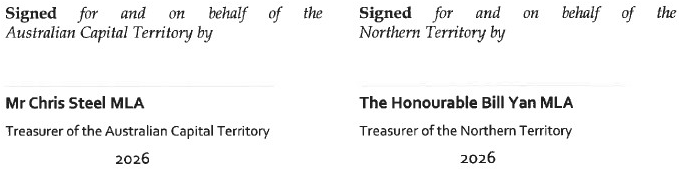 Signed for and on behalf of the
Australian Capital Territory by
Mr Chris Steel MLA
Treasurer of the Australian Capital Territory
2026
Signed for and on behalf of the
Northern Territory by
The Honourable Bill Yan MLA
Treasurer of the Northern Territory
2026